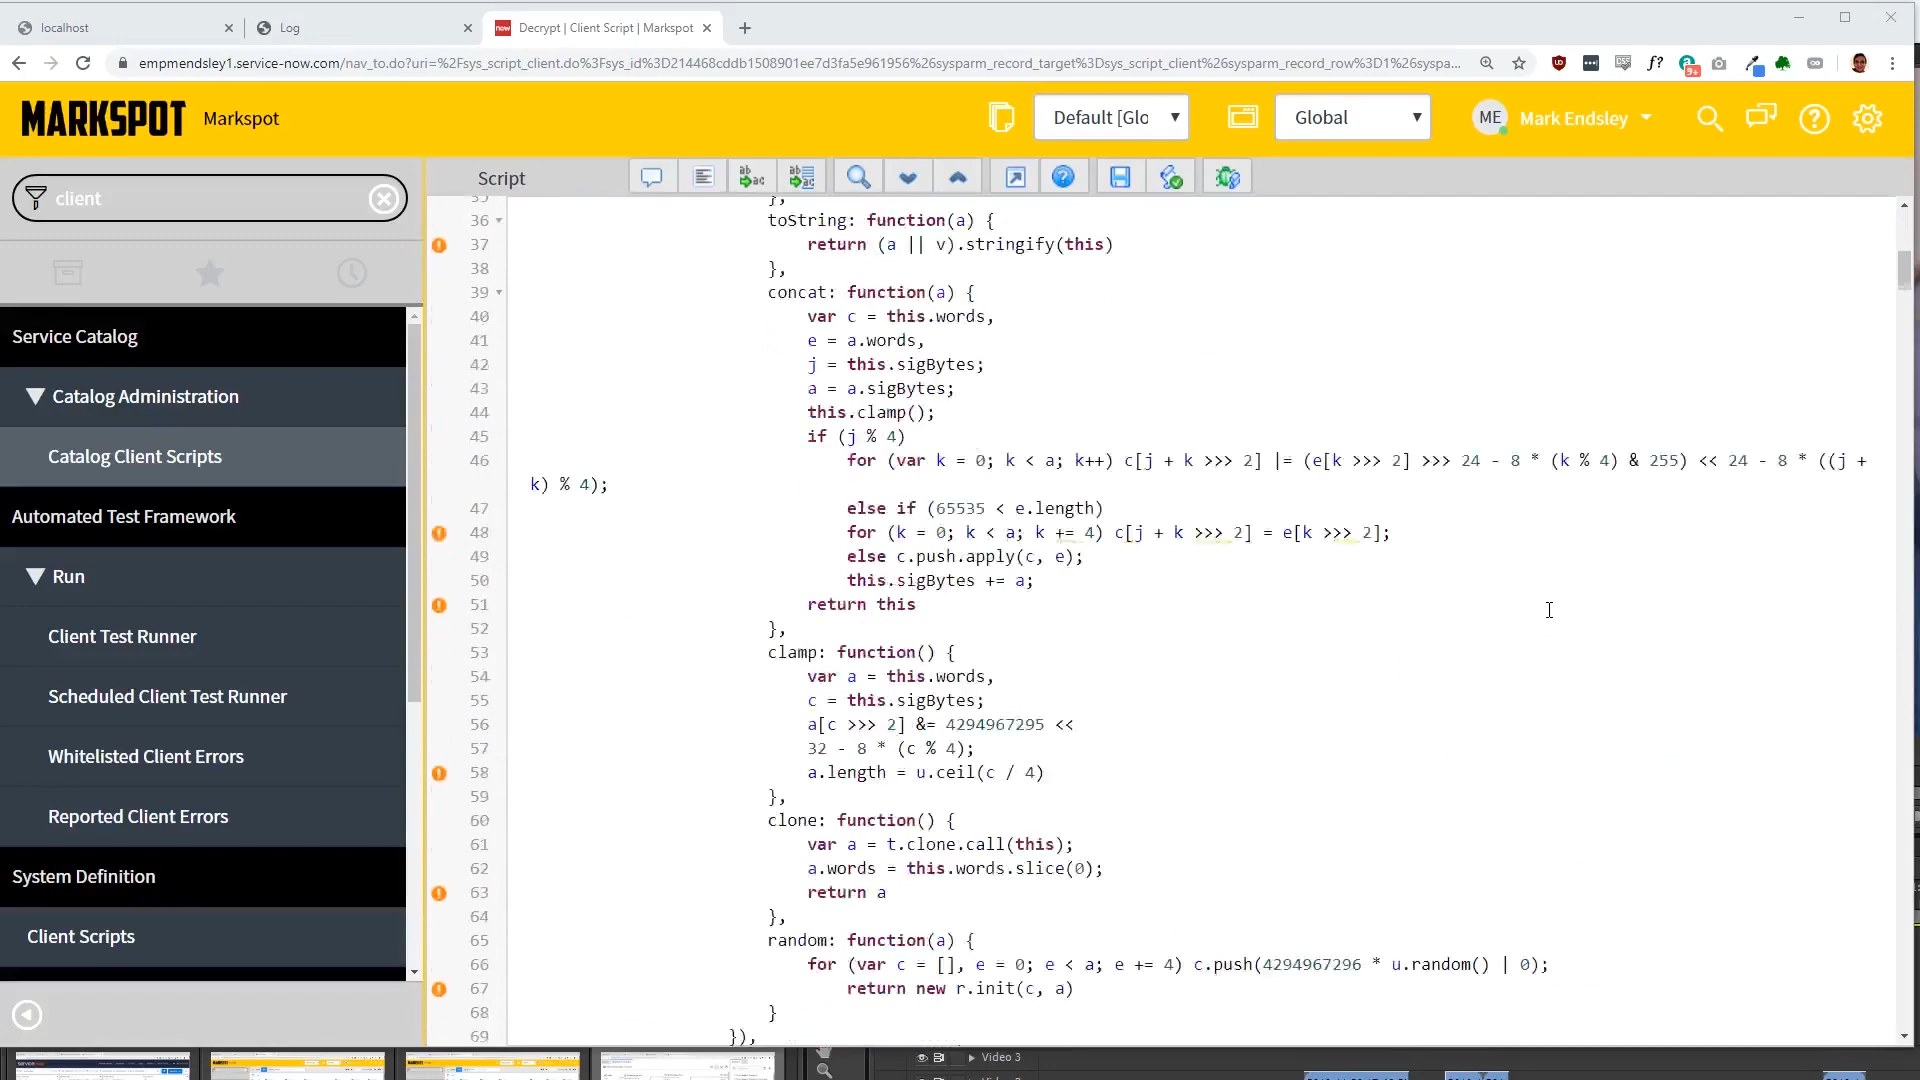 localhost
Log
Decrypt | Client Script | Markspot
empmendsley1.service-now.com/nav_to.do?uri=%2Fsys_script_client.do%3Fsys_id%3D214468cddb1508901ee7d3fa5e961956%26sysparm_record_target%3Dsys_script_client%26sysparm_record_row%3D1%26syspa...
MARKSPOT
Markspot
Default [Glo
Global
ME
Mark Endsley
client
Script
Service Catalog
Catalog Administration
Catalog Client Scripts
Automated Test Framework
Run
Client Test Runner
Scheduled Client Test Runner
Whitelisted Client Errors
Reported Client Errors
System Definition
Client Scripts
35 },
36 toString: function(a) {
37 return (a || v).stringify(this)
38 },
39 concat: function(a) {
40 var c = this.words,
41 e = a.words,
42 j = this.sigBytes;
43 a = a.sigBytes;
44 this.clamp();
45 if (j % 4)
46 for (var k = 0; k < a; k++) c[j + k >>> 2] |= (e[k >>> 2] >>> 24 - 8 * (k % 4) & 255) << 24 - 8 * ((j +
k) % 4);
47 else if (65535 < e.length)
48 for (k = 0; k < a; k += 4) c[j + k >>> 2] = e[k >>> 2];
49 else c.push.apply(c, e);
50 this.sigBytes += a;
51 return this
52 },
53 clamp: function() {
54 var a = this.words,
55 c = this.sigBytes;
56 a[c >>> 2] &= 4294967295 <<
57 32 - 8 * (c % 4);
58 a.length = u.ceil(c / 4)
59 },
60 clone: function() {
61 var a = t.clone.call(this);
62 a.words = this.words.slice(0);
63 return a
64 },
65 random: function(a) {
66 for (var c = [], e = 0; e < a; e += 4) c.push(4294967296 * u.random() | 0);
67 return new r.init(c, a)
68 }
69 }),
Video 3